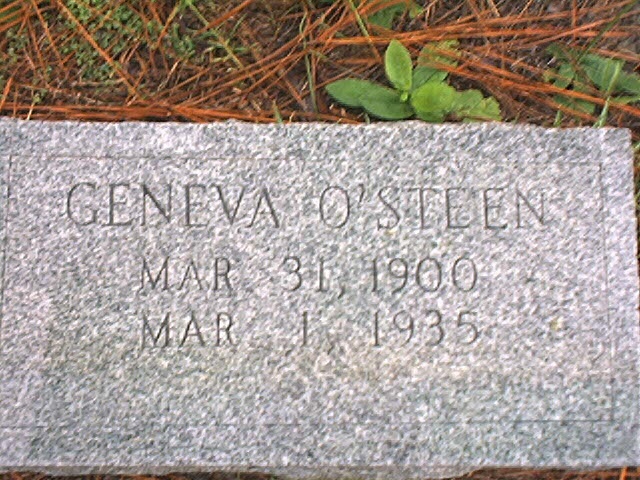 GENEVA O'STEEN
MAR 31, 1900
MAR 1, 1935